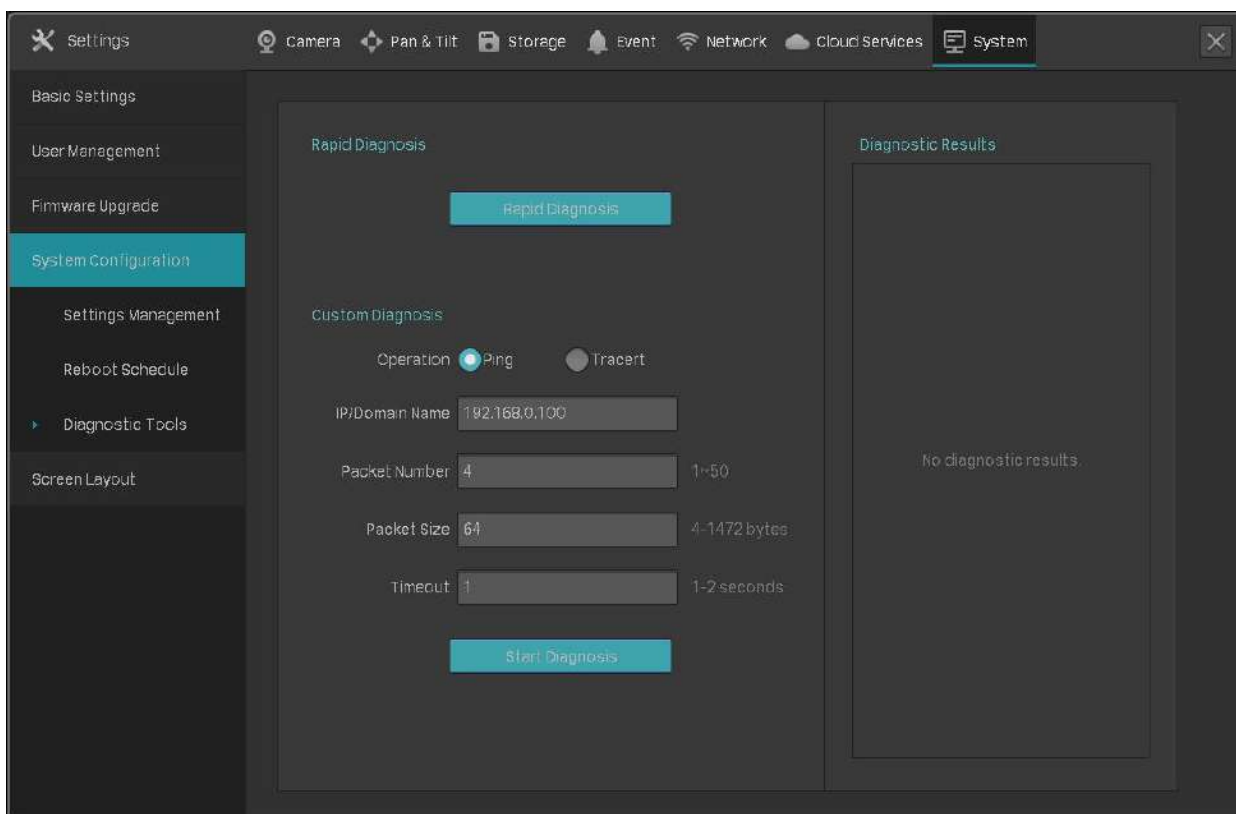 Settings
Camera Pan & Tilt Storage Event Network Cloud Services System
Basic Settings
User Management
Firmware Upgrade
System Configuration
Settings Management
Reboot Schedule
Diagnostic Tools
Screen Layout
Rapid Diagnosis
Rapid Diagnosis
Custom Diagnosis
Operation Ping Tracert
IP/Domain Name 192.168.0.100
Packet Number 4 1~50
Packet Size 64 4-1472 bytes
Timeout 1 1-2 seconds
Start Diagnosis
Diagnostic Results
No diagnostic results.